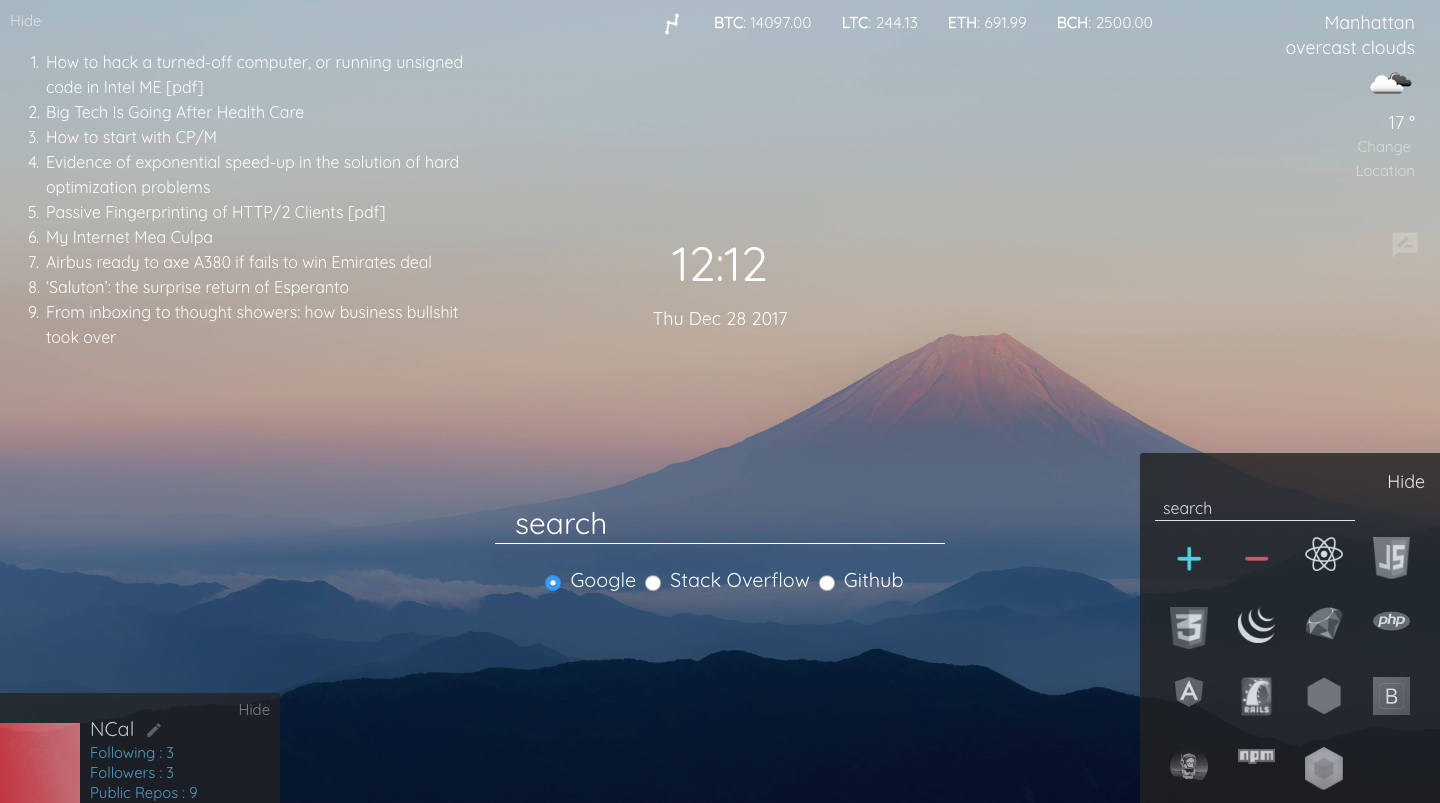 Hide
BTC: 14097.00 LTC: 244.13 ETH: 691.99 BCH: 2500.00
Manhattan
overcast clouds
17 °
Change
Location
1. How to hack a turned-off computer, or running unsigned
code in Intel ME [pdf]
2. Big Tech Is Going After Health Care
3. How to start with CP/M
4. Evidence of exponential speed-up in the solution of hard
optimization problems
5. Passive Fingerprinting of HTTP/2 Clients [pdf]
6. My Internet Mea Culpa
7. Airbus ready to axe A380 if fails to win Emirates deal
8. ‘Saluton’: the surprise return of Esperanto
9. From inboxing to thought showers: how business bullshit
took over
12:12
Thu Dec 28 2017
search
Google Stack Overflow Github
Hide
search
JS
3
php
A
RAILS
B
npm
Hide
NCal
Following : 3
Followers : 3
Public Repos : 9